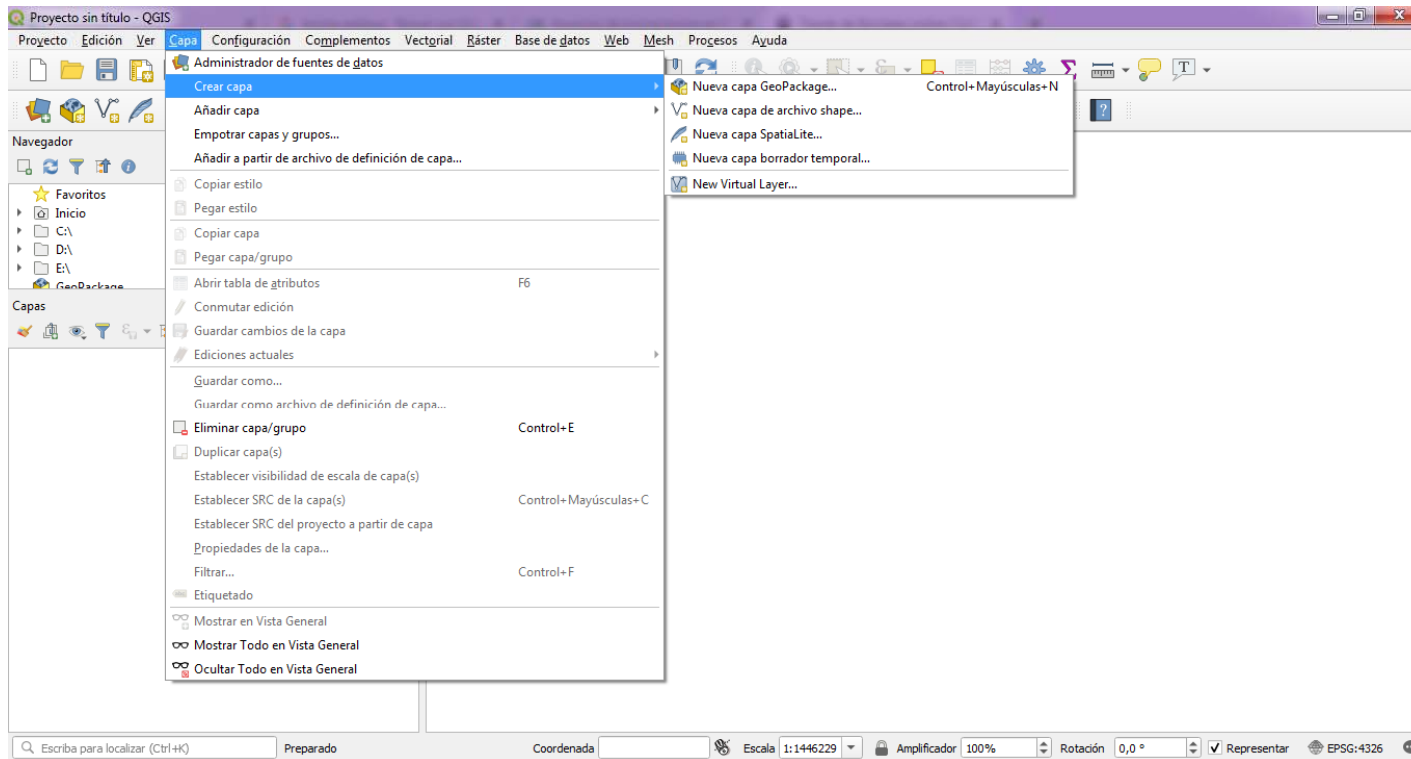 Proyecto sin título - QGIS
Proyecto Edición Ver Capa Configuración Complementos Vectorial Ráster Base de datos Web Mesh Procesos Ayuda
Administrador de fuentes de datos
Crear capa
Nueva capa GeoPackage... Control+Mayúsculas+N
Añadir capa
Nueva capa de archivo shape...
Empotrar capas y grupos...
Nueva capa SpatiaLite...
Añadir a partir de archivo de definición de capa...
Nueva capa borrador temporal...
New Virtual Layer...
Navegador
Favoritos
Inicio
C:\
D:\
E:\
GeoPackage
Capas
Copiar estilo
Pegar estilo
Copiar capa
Pegar capa/grupo
Abrir tabla de atributos F6
Conmutar edición
Guardar cambios de la capa
Ediciones actuales
Guardar como...
Guardar como archivo de definición de capa...
Eliminar capa/grupo Control+E
Duplicar capa(s)
Establecer visibilidad de escala de capa(s)
Establecer SRC de la capa(s) Control+Mayúsculas+C
Establecer SRC del proyecto a partir de capa
Propiedades de la capa...
Filtrar... Control+F
Etiquetado
Mostrar en Vista General
Mostrar Todo en Vista General
Ocultar Todo en Vista General
Escriba para localizar (Ctrl+K) Preparado Coordenada Escala 1:1446229 Amplificador 100% Rotación 0,0 ° Representar EPSG:4326